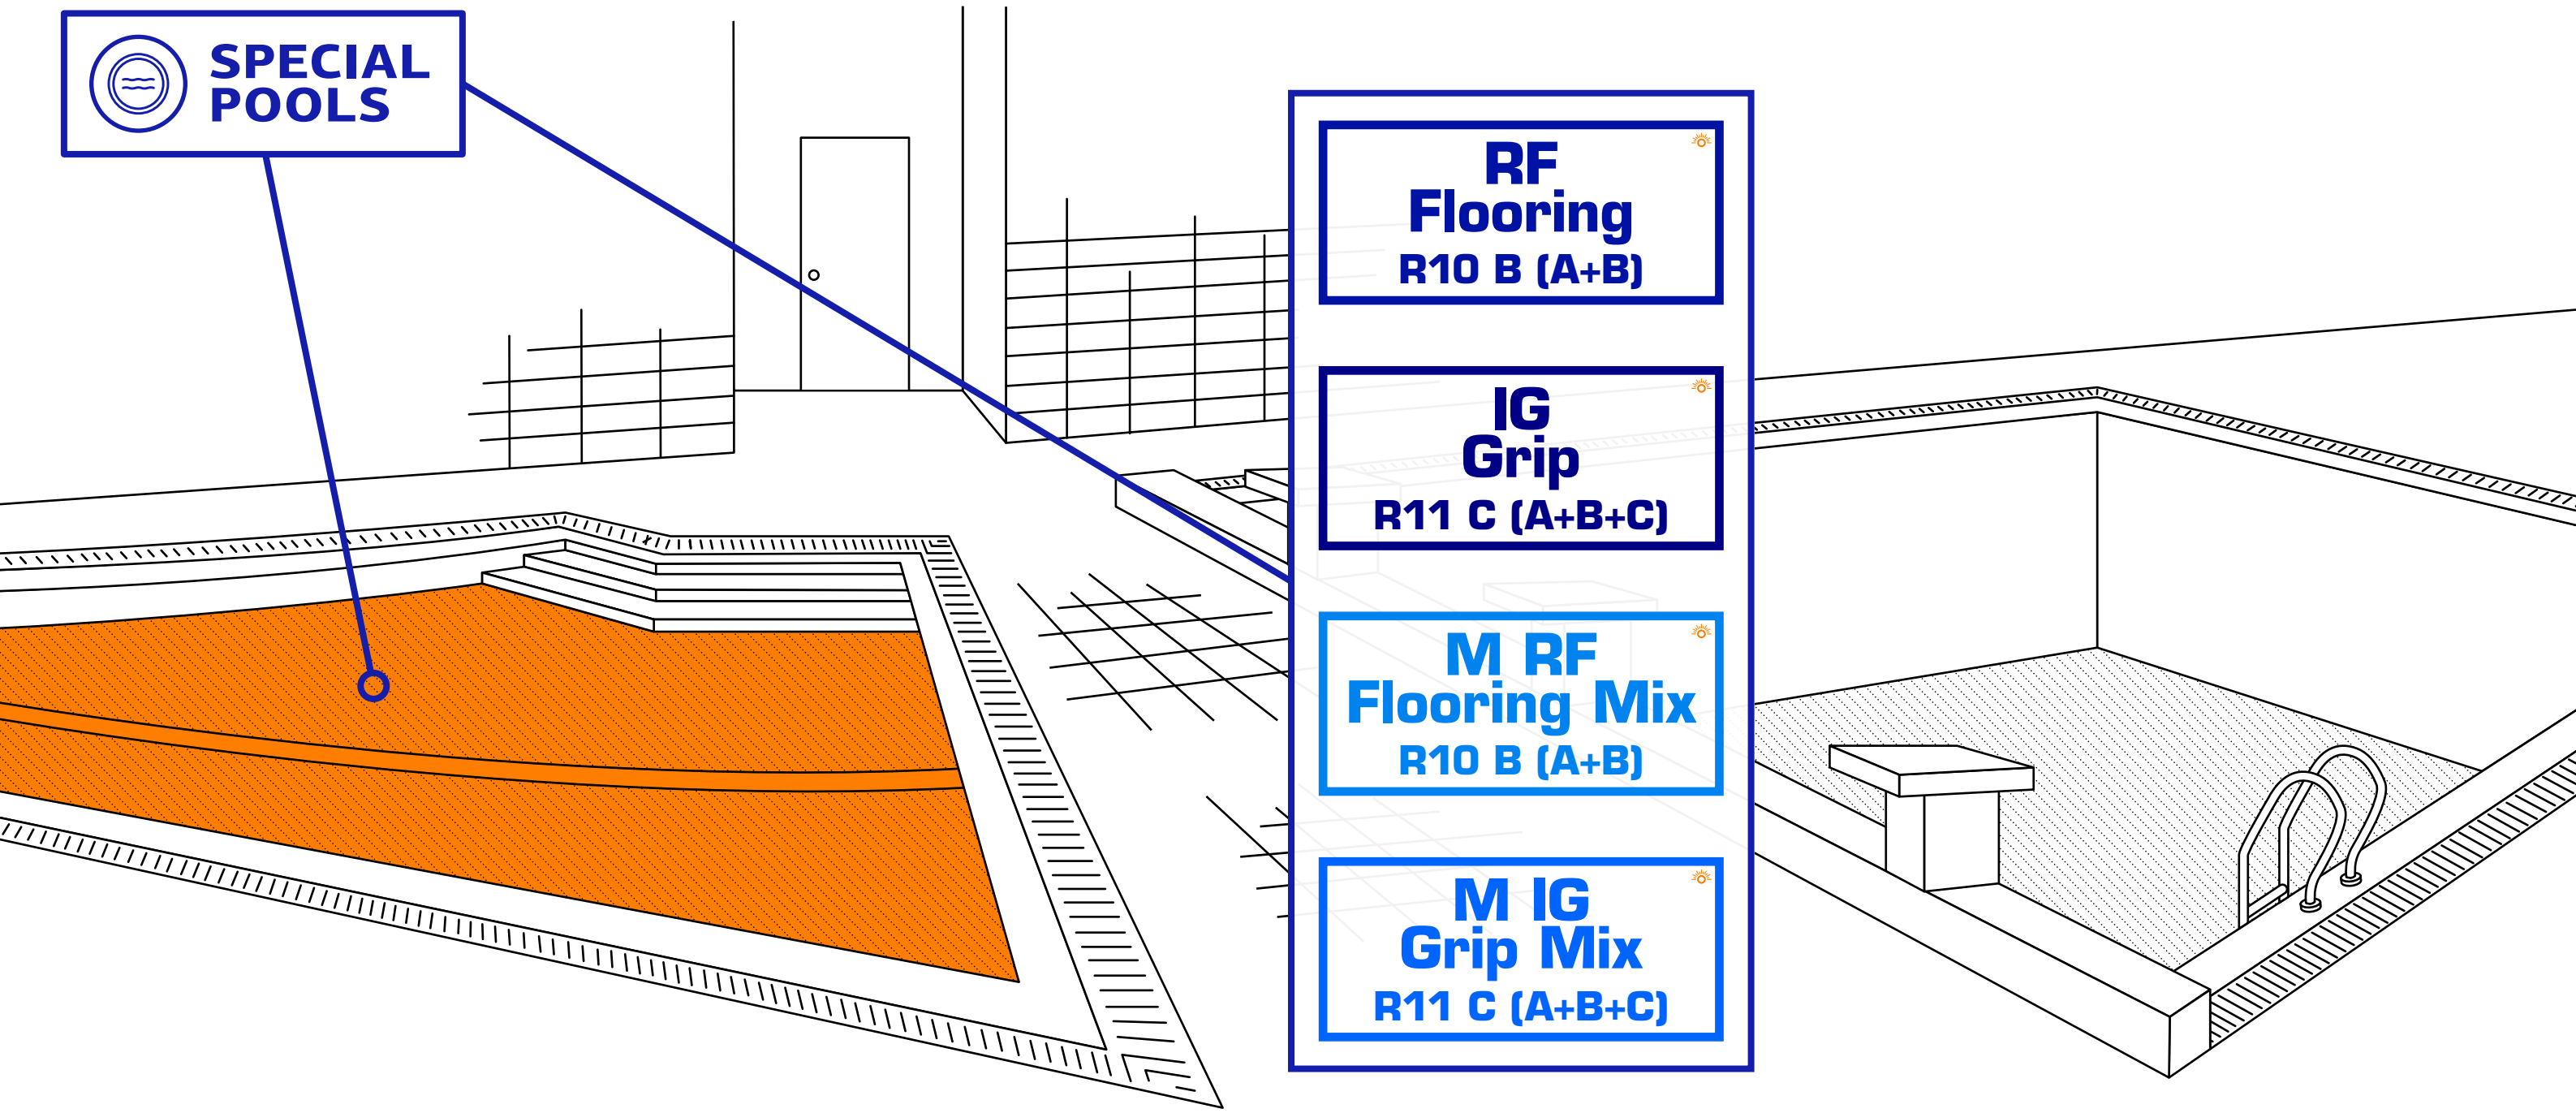 SPECIAL
POOLS
RF
Flooring
R10 B (A+B)
IG
Grip
R11 C (A+B+C)
M RF
Flooring Mix
R10 B (A+B)
M IG
Grip Mix
R11 C (A+B+C)